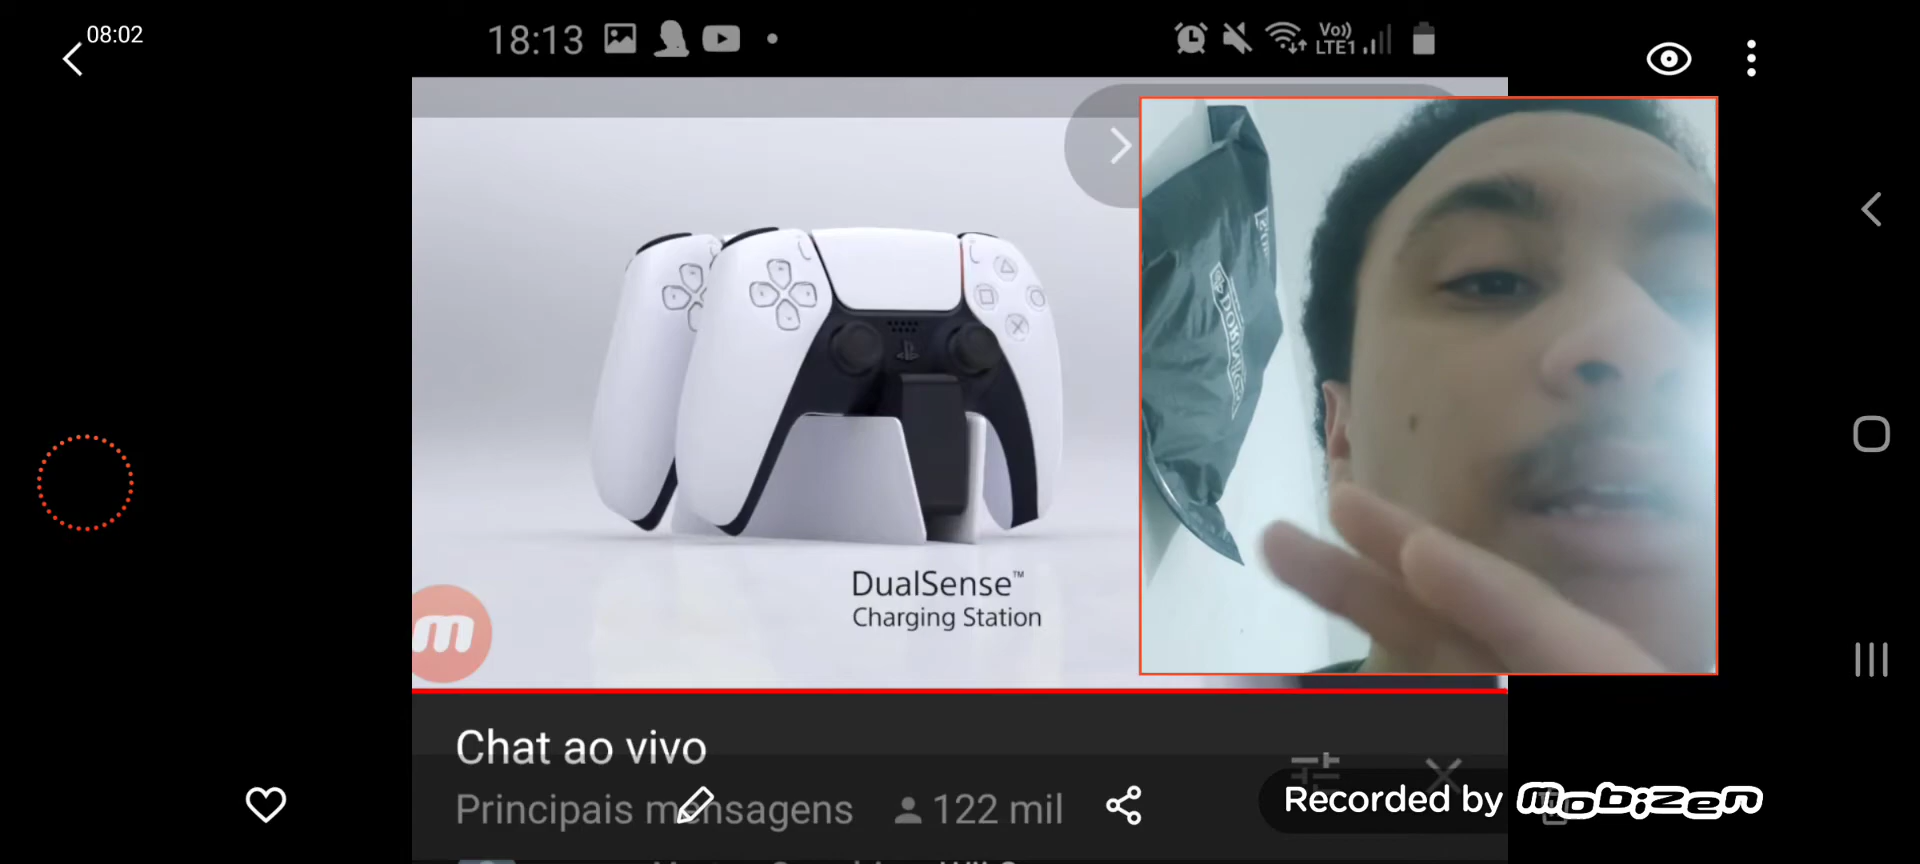 08:02
18:13
Vo))
LTE1
DualSense™
Charging Station
m
Chat ao vivo
Principais mensagens 122 mil
Recorded by mobizen